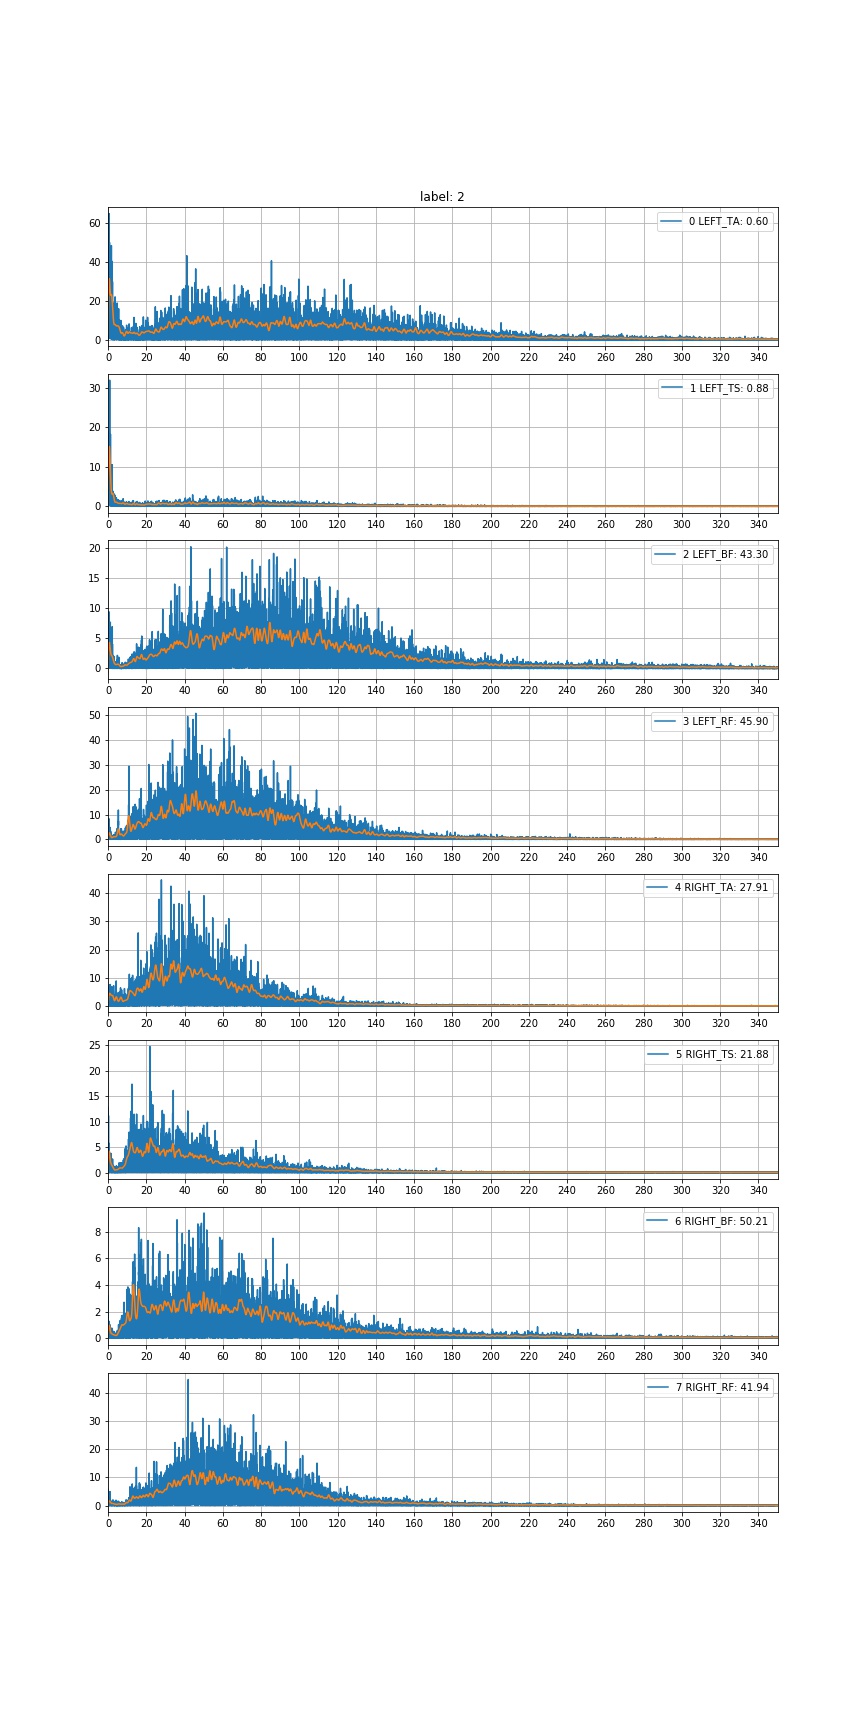 label: 2
0 LEFT_TA: 0.60
60
40
20
0
0 20 40 60 80 100 120 140 160 180 200 220 240 260 280 300 320 340
1 LEFT_TS: 0.88
30
20
10
0
0 20 40 60 80 100 120 140 160 180 200 220 240 260 280 300 320 340
2 LEFT_BF: 43.30
20
15
10
5
0
0 20 40 60 80 100 120 140 160 180 200 220 240 260 280 300 320 340
3 LEFT_RF: 45.90
50
40
30
20
10
0
0 20 40 60 80 100 120 140 160 180 200 220 240 260 280 300 320 340
4 RIGHT_TA: 27.91
40
30
20
10
0
0 20 40 60 80 100 120 140 160 180 200 220 240 260 280 300 320 340
5 RIGHT_TS: 21.88
25
20
15
10
5
0
0 20 40 60 80 100 120 140 160 180 200 220 240 260 280 300 320 340
6 RIGHT_BF: 50.21
8
6
4
2
0
0 20 40 60 80 100 120 140 160 180 200 220 240 260 280 300 320 340
7 RIGHT_RF: 41.94
40
30
20
10
0
0 20 40 60 80 100 120 140 160 180 200 220 240 260 280 300 320 340